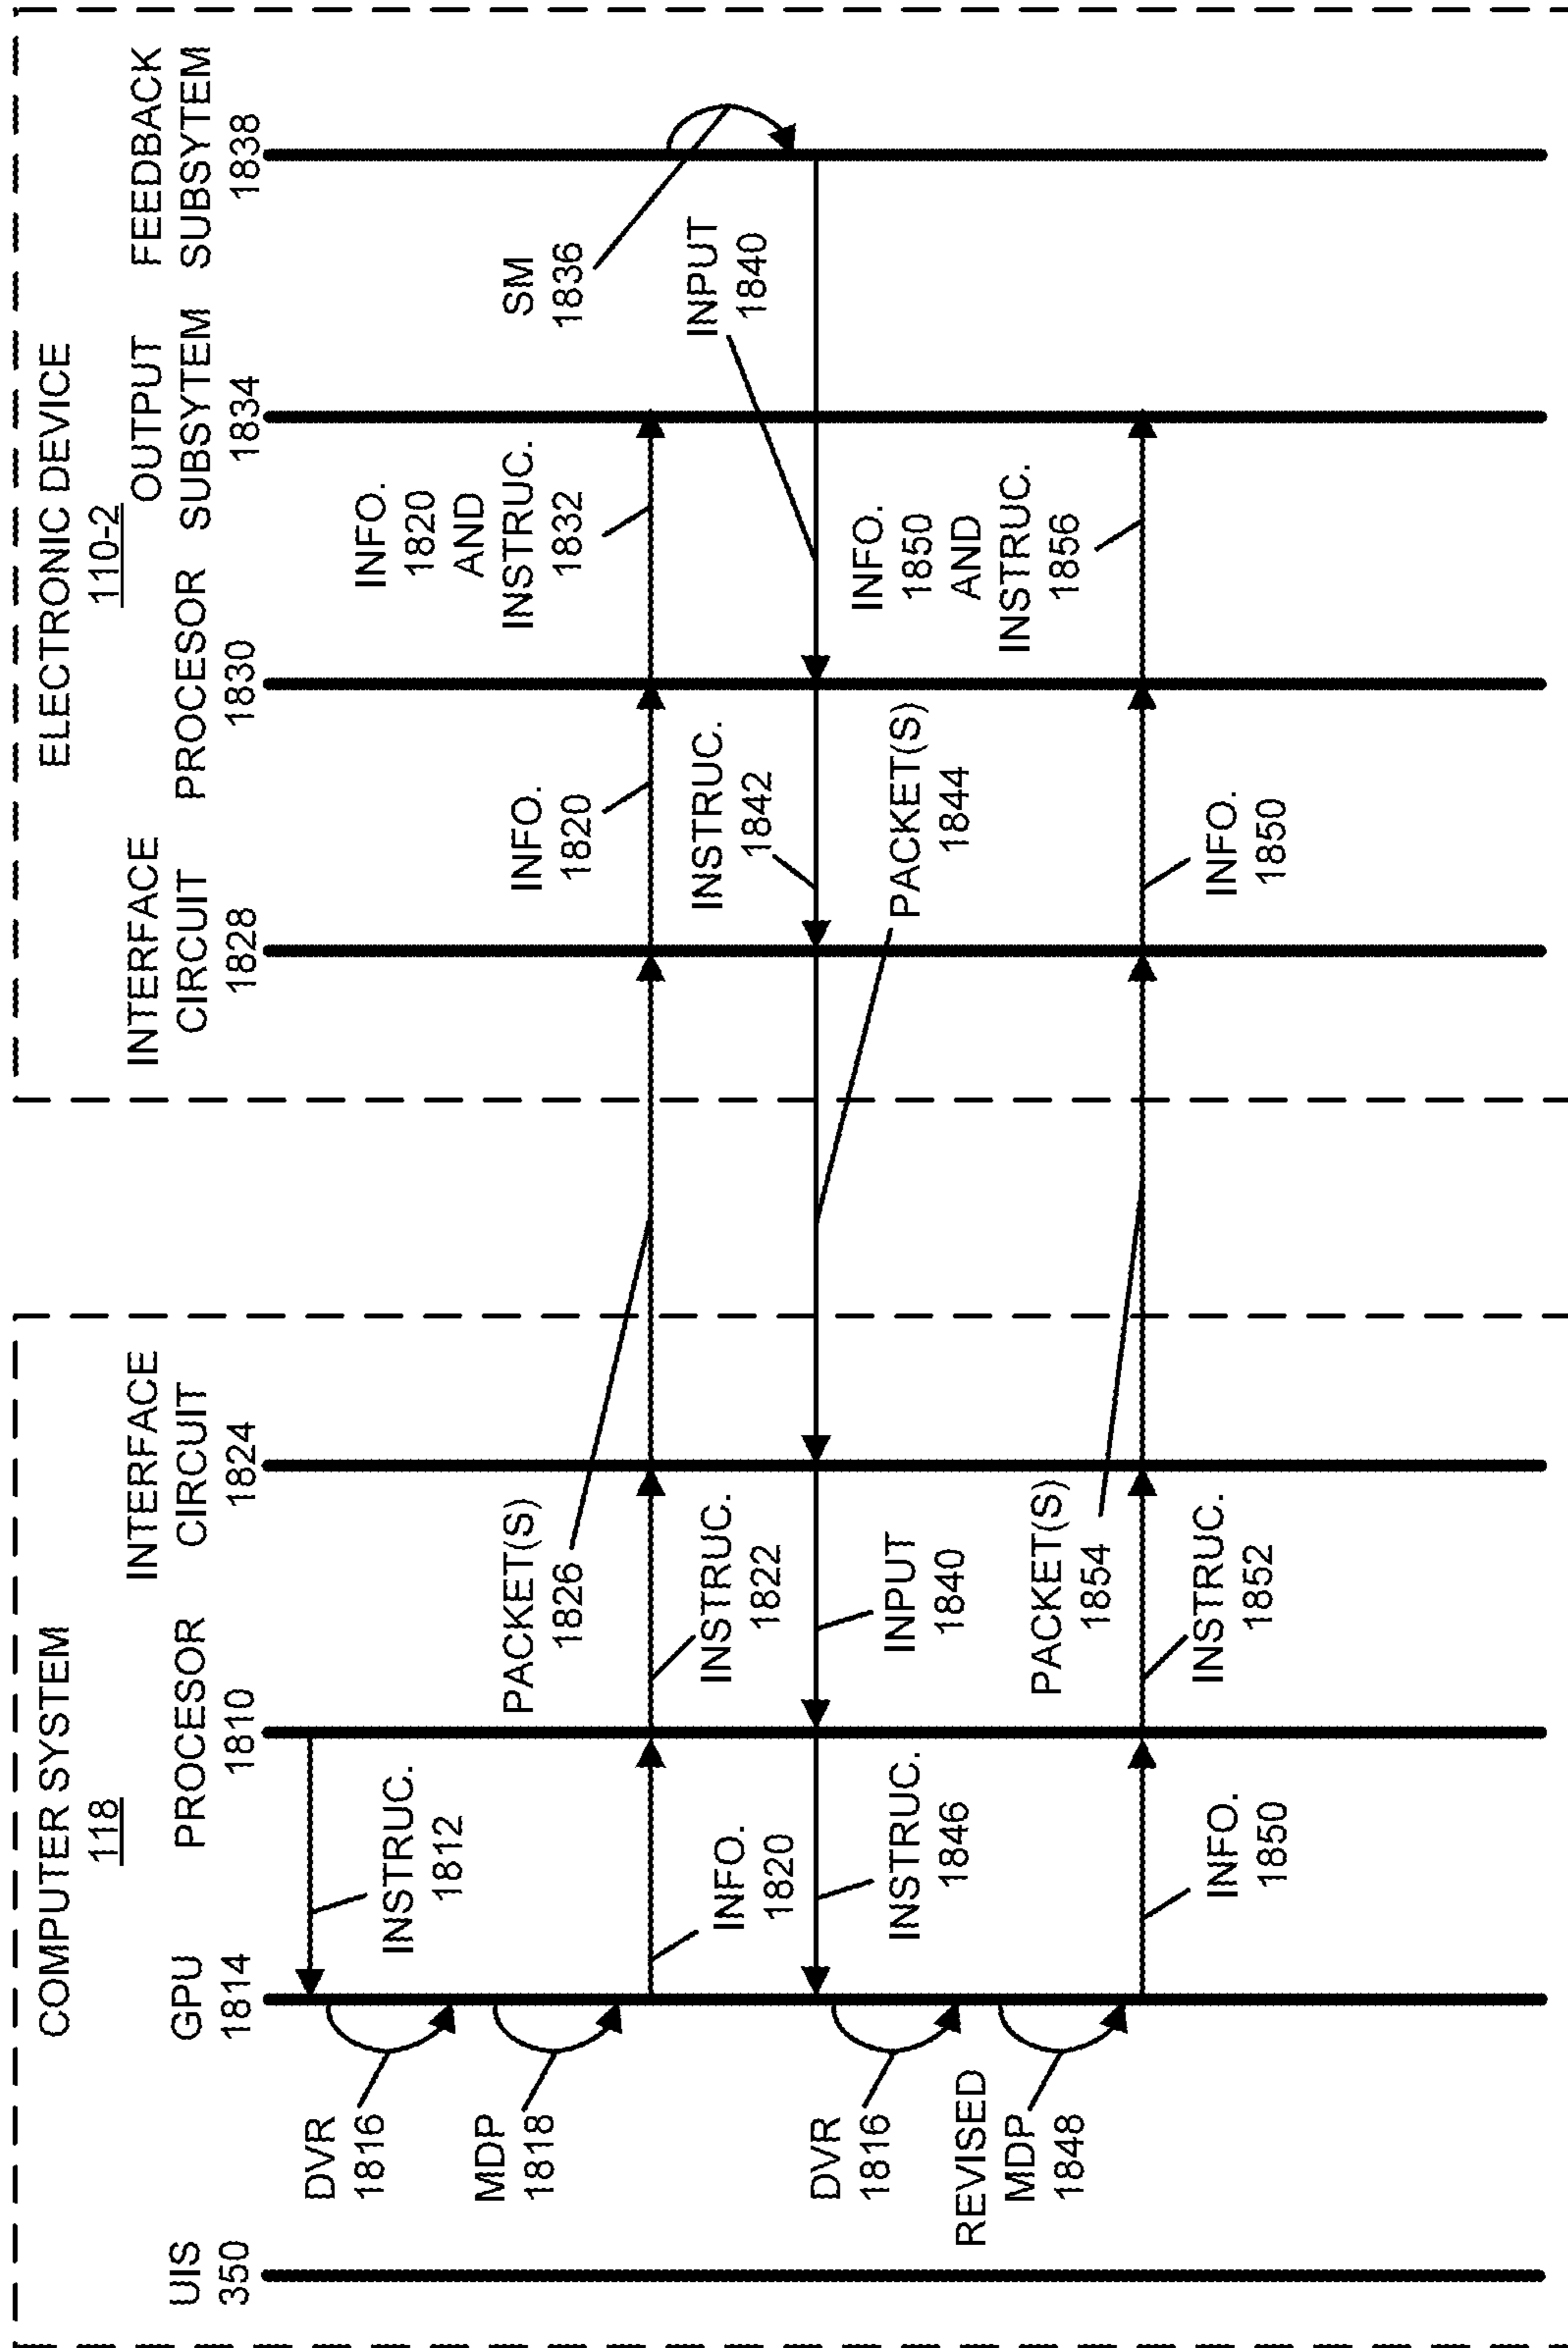 COMPUTER SYSTEM
118
ELECTRONIC DEVICE
110-2
UIS
350
GPU
1814
PROCESOR
1810
INTERFACE
CIRCUIT
1824
INTERFACE
CIRCUIT
1828
PROCESOR
1830
OUTPUT
SUBSYTEM
1834
FEEDBACK
SUBSYTEM
1838
DVR
1816
INSTRUC.
1812
MDP
1818
INFO.
1820
PACKET(S)
1826
INSTRUC.
1822
INFO.
1820
INFO.
1820
AND
INSTRUC.
1832
SM
1836
INPUT
1840
INSTRUC.
1842
PACKET(S)
1844
INPUT
1840
INSTRUC.
1846
DVR
1816
REVISED
MDP
1848
INFO.
1850
PACKET(S)
1854
INSTRUC.
1852
INFO.
1850
INFO.
1850
AND
INSTRUC.
1856